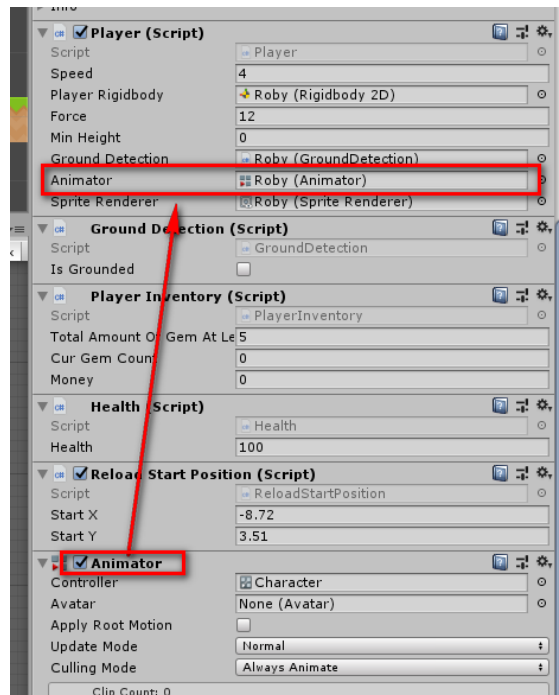 Info
Player (Script)
Script Player
Speed 4
Player Rigidbody Roby (Rigidbody 2D)
Force 12
Min Height 0
Ground Detection Roby (GroundDetection)
Animator Roby (Animator)
Sprite Renderer Roby (Sprite Renderer)
Ground Detection (Script)
Script GroundDetection
Is Grounded
Player Inventory (Script)
Script PlayerInventory
Total Amount Of Gem At Le 5
Cur Gem Count 0
Money 0
Health (Script)
Script Health
Health 100
Reload Start Position (Script)
Script ReloadStartPosition
Start X -8.72
Start Y 3.51
Animator
Controller Character
Avatar None (Avatar)
Apply Root Motion
Update Mode Normal
Culling Mode Always Animate
Clip Count: 0